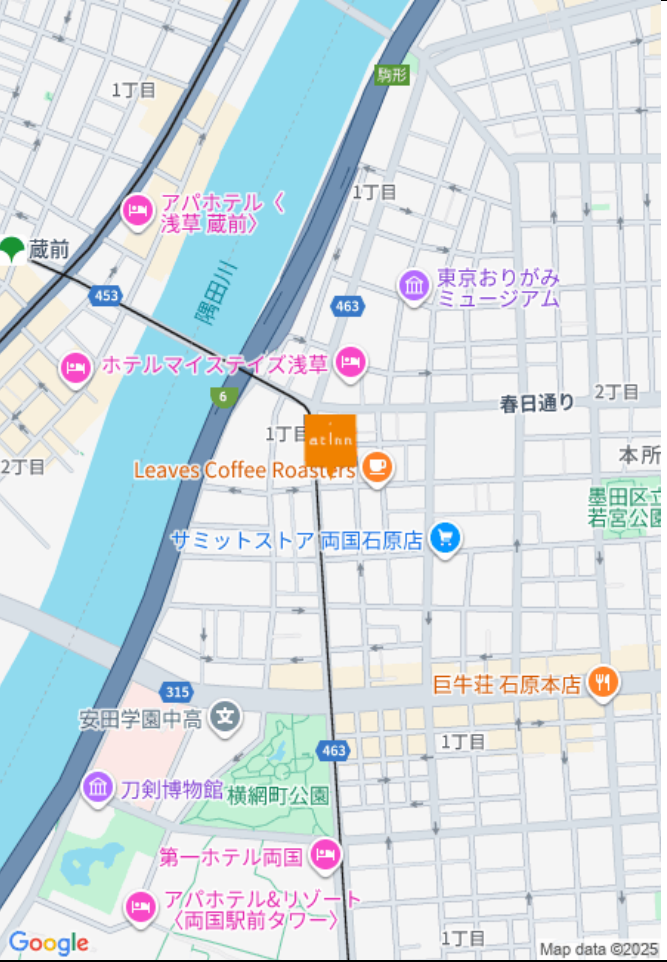 駒形
1丁目
1丁目
アパホテル〈
浅草 蔵前〉
蔵前
隅田川
東京おりがみ
ミュージアム
453
463
ホテルマイステイズ浅草
6
春日通り
2丁目
1丁目
atInn
本所
Leaves Coffee Roasters
2丁目
墨田区立
若宮公園
サミットストア 両国石原店
巨牛荘 石原本店
315
安田学園中高
463
1丁目
刀剣博物館
横網町公園
第一ホテル両国
アパホテル&リゾート
〈両国駅前タワー〉
1丁目
Google
Map data ©2025